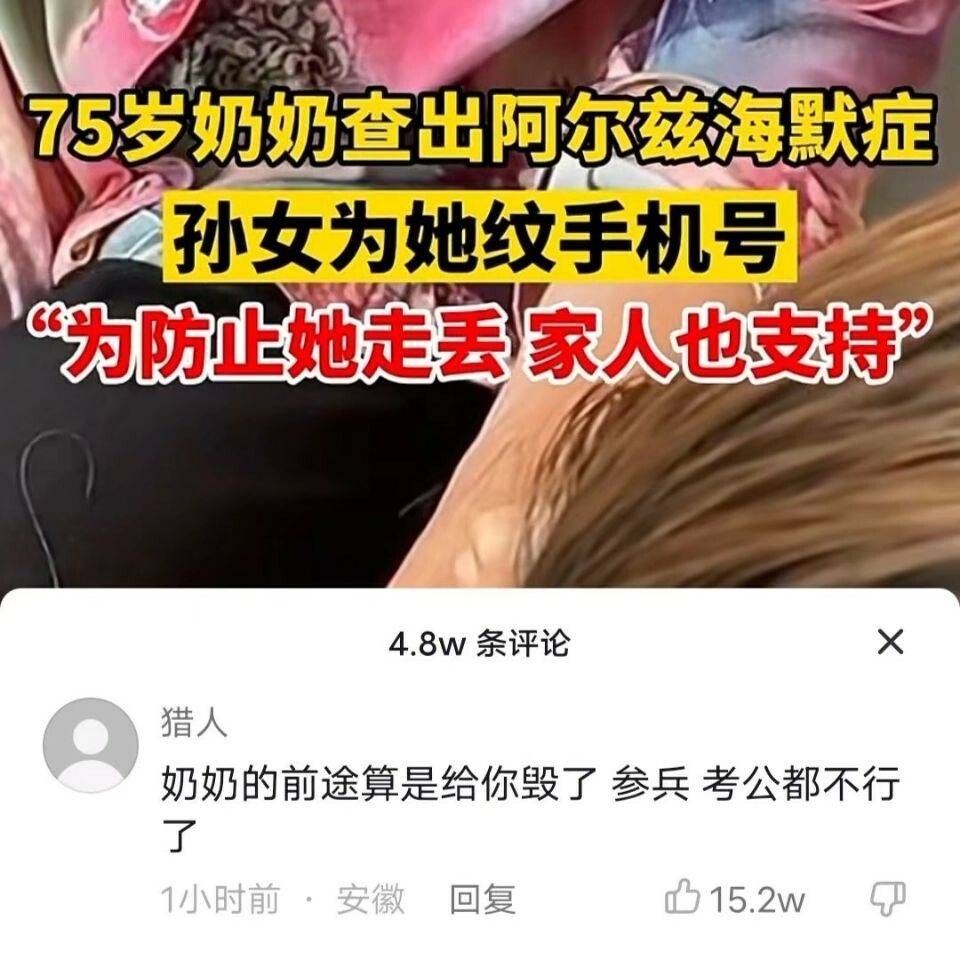 75岁奶奶查出阿尔兹海默症
孙女为她纹手机号
“为防止她走丢 家人也支持”
4.8w 条评论
猎人
奶奶的前途算是给你毁了 参兵 考公都不行
了
1小时前 · 安徽 回复 15.2w